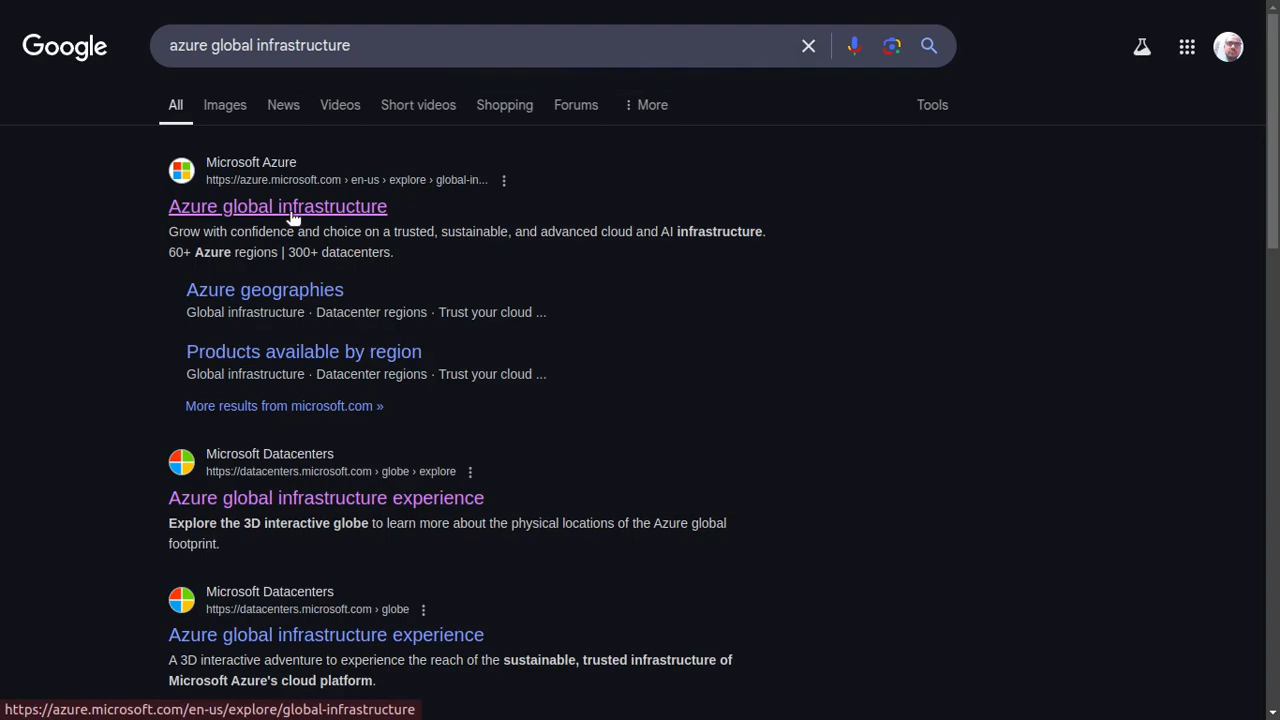 Google
azure global infrastructure
All Images News Videos Short videos Shopping Forums More Tools
Microsoft Azure
https://azure.microsoft.com › en-us › explore › global-in...
Azure global infrastructure
Grow with confidence and choice on a trusted, sustainable, and advanced cloud and AI infrastructure.
60+ Azure regions | 300+ datacenters.
Azure geographies
Global infrastructure · Datacenter regions · Trust your cloud ...
Products available by region
Global infrastructure · Datacenter regions · Trust your cloud ...
More results from microsoft.com »
Microsoft Datacenters
https://datacenters.microsoft.com › globe › explore
Azure global infrastructure experience
Explore the 3D interactive globe to learn more about the physical locations of the Azure global
footprint.
Microsoft Datacenters
https://datacenters.microsoft.com › globe
Azure global infrastructure experience
A 3D interactive adventure to experience the reach of the sustainable, trusted infrastructure of
Microsoft Azure's cloud platform.
https://azure.microsoft.com/en-us/explore/global-infrastructure